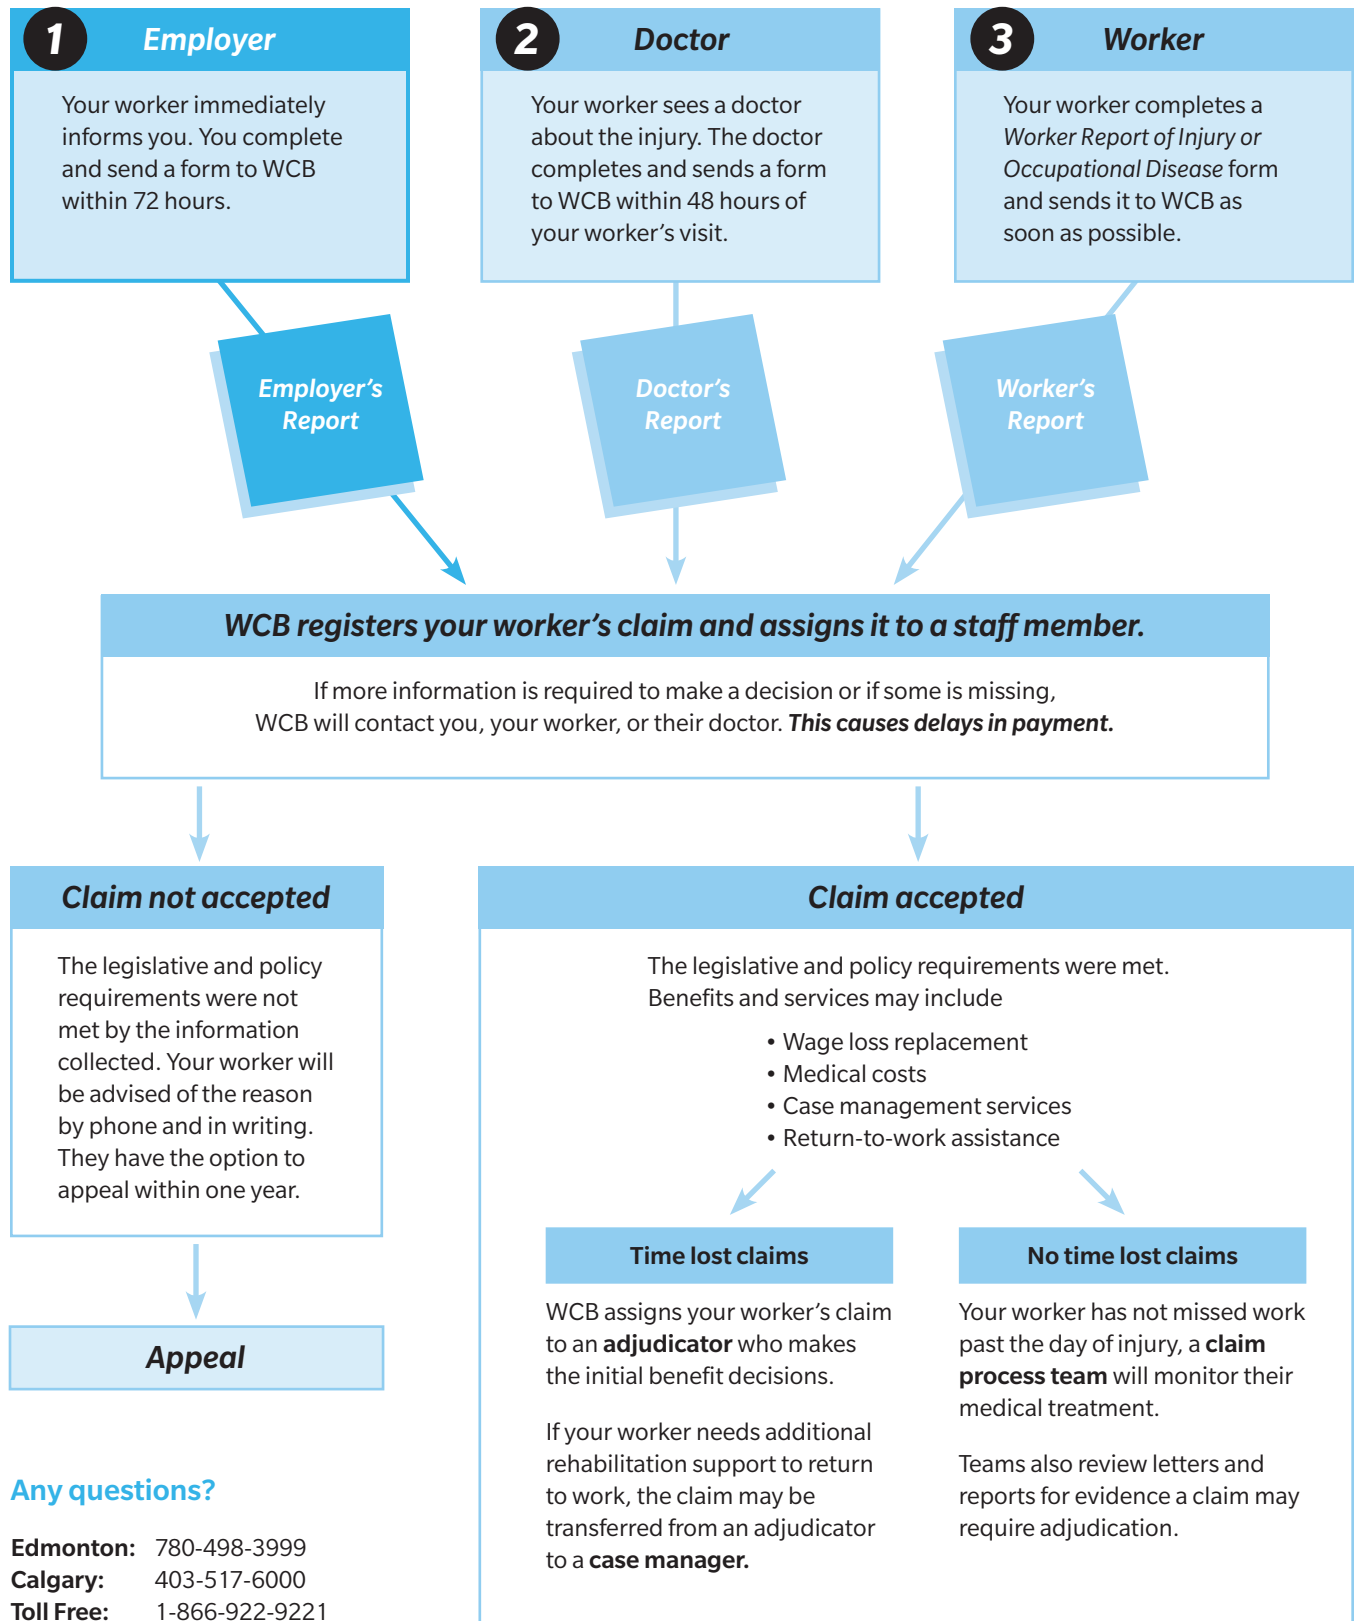 1 Employer
Your worker immediately
informs you. You complete
and send a form to WCB
within 72 hours.
2 Doctor
Your worker sees a doctor
about the injury. The doctor
completes and sends a form
to WCB within 48 hours of
your worker’s visit.
3 Worker
Your worker completes a
Worker Report of Injury or
Occupational Disease form
and sends it to WCB as
soon as possible.
Employer’s
Report
Doctor’s
Report
Worker’s
Report
WCB registers your worker’s claim and assigns it to a staff member.
If more information is required to make a decision or if some is missing,
WCB will contact you, your worker, or their doctor. This causes delays in payment.
Claim not accepted
The legislative and policy
requirements were not
met by the information
collected. Your worker will
be advised of the reason
by phone and in writing.
They have the option to
appeal within one year.
Appeal
Claim accepted
The legislative and policy requirements were met.
Benefits and services may include
• Wage loss replacement
• Medical costs
• Case management services
• Return-to-work assistance
Time lost claims
WCB assigns your worker’s claim
to an adjudicator who makes
the initial benefit decisions.
If your worker needs additional
rehabilitation support to return
to work, the claim may be
transferred from an adjudicator
to a case manager.
No time lost claims
Your worker has not missed work
past the day of injury, a claim
process team will monitor their
medical treatment.
Teams also review letters and
reports for evidence a claim may
require adjudication.
Any questions?
Edmonton: 780-498-3999
Calgary: 403-517-6000
Toll Free: 1-866-922-9221